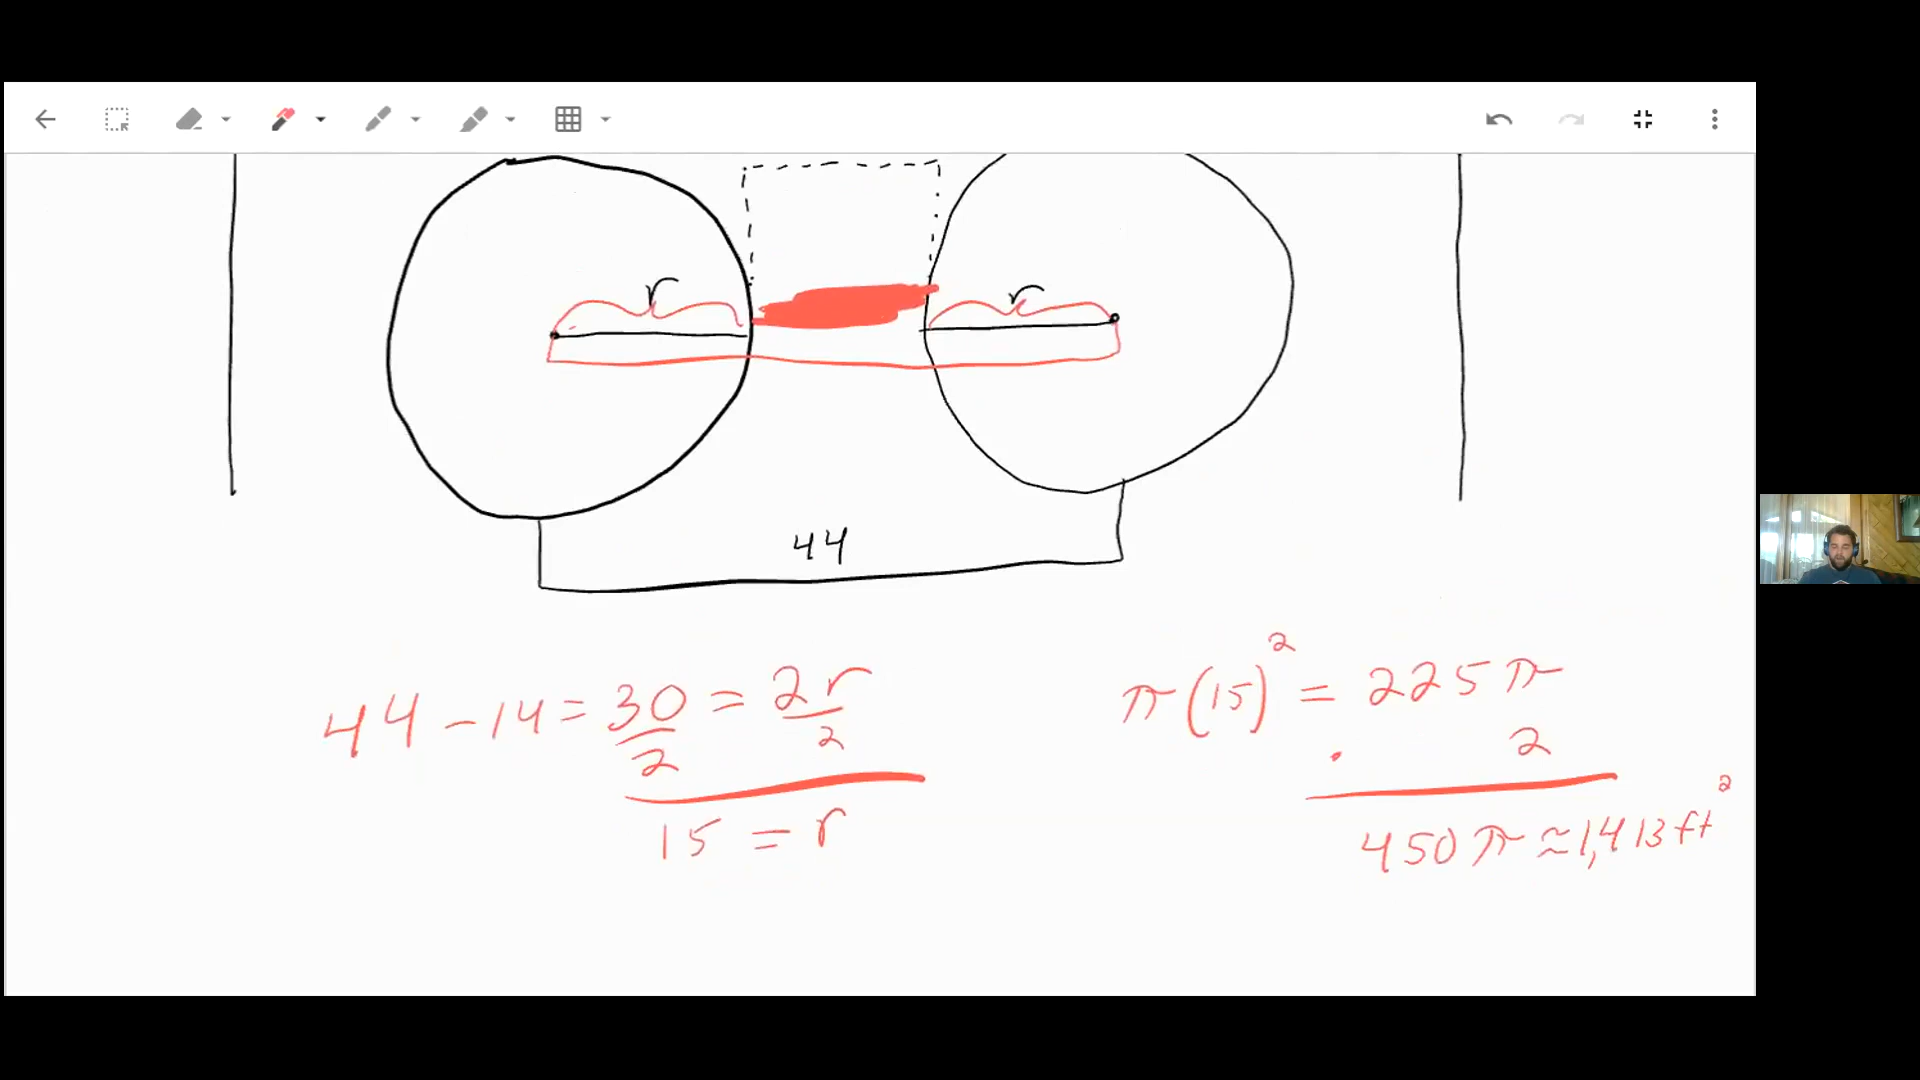 r
r
44
44 - 14 = 30/2 = 2r/2
15 = r
π(15)² = 225π
· 2
450π ≈ 1,413 ft²